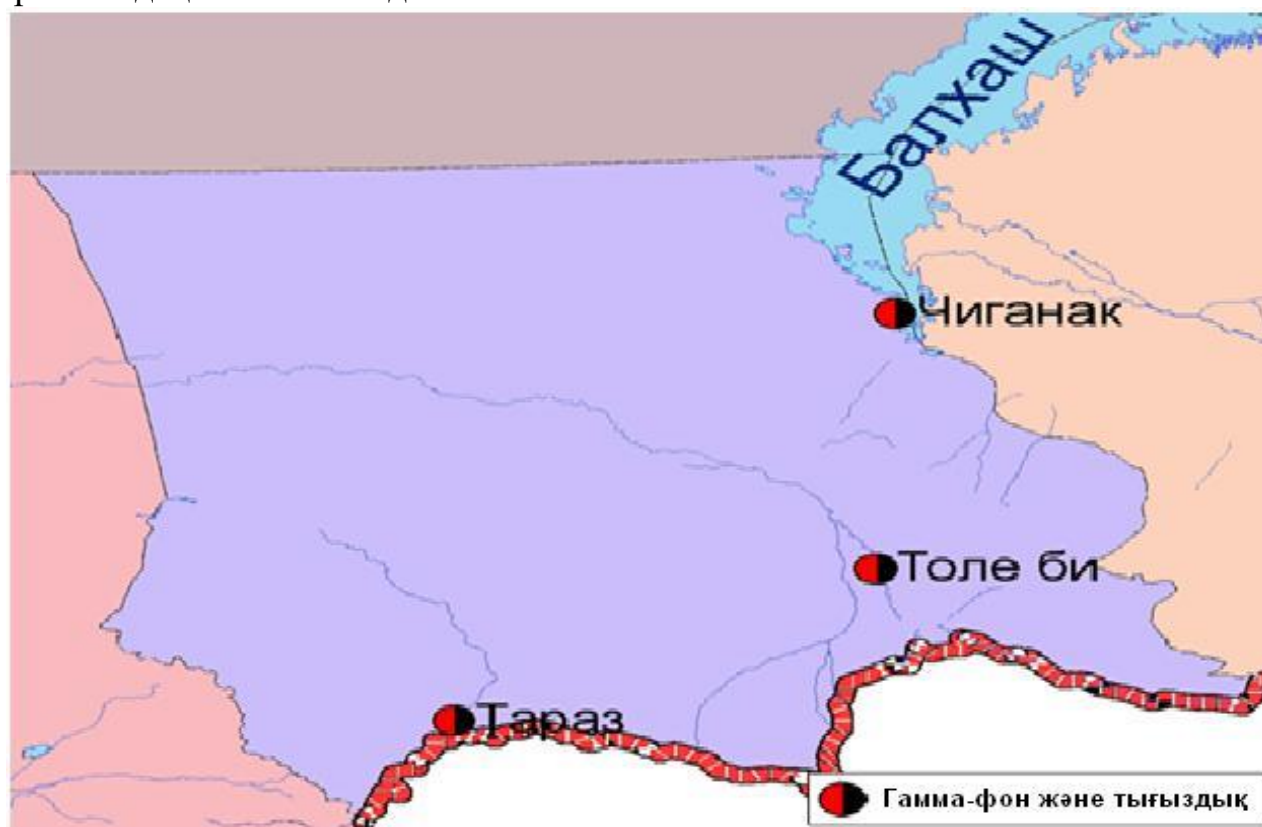 Балхаш
Чиганак
Толе би
Тараз
Гамма-фон және тығыздық